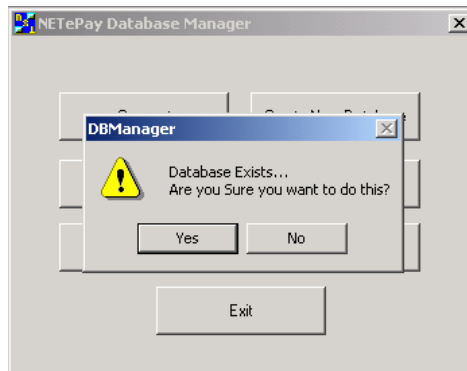 NETePay Database Manager
DBManager
Database Exists...
Are you Sure you want to do this?
Yes
No
Exit